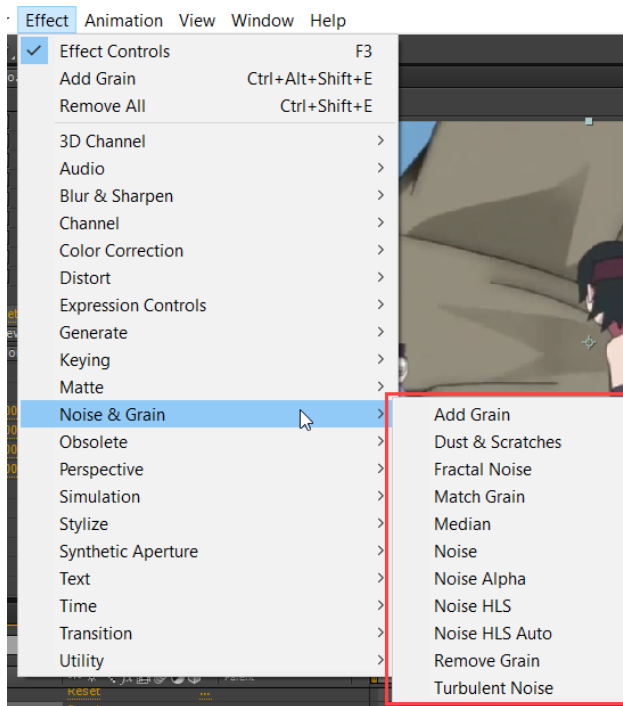 Effect Animation View Window Help
Effect Controls F3
Add Grain Ctrl+Alt+Shift+E
Remove All Ctrl+Shift+E
3D Channel
Audio
Blur & Sharpen
Channel
Color Correction
Distort
Expression Controls
Generate
Keying
Matte
Noise & Grain
Obsolete
Perspective
Simulation
Stylize
Synthetic Aperture
Text
Time
Transition
Utility
Add Grain
Dust & Scratches
Fractal Noise
Match Grain
Median
Noise
Noise Alpha
Noise HLS
Noise HLS Auto
Remove Grain
Turbulent Noise
Parent
Reset ...